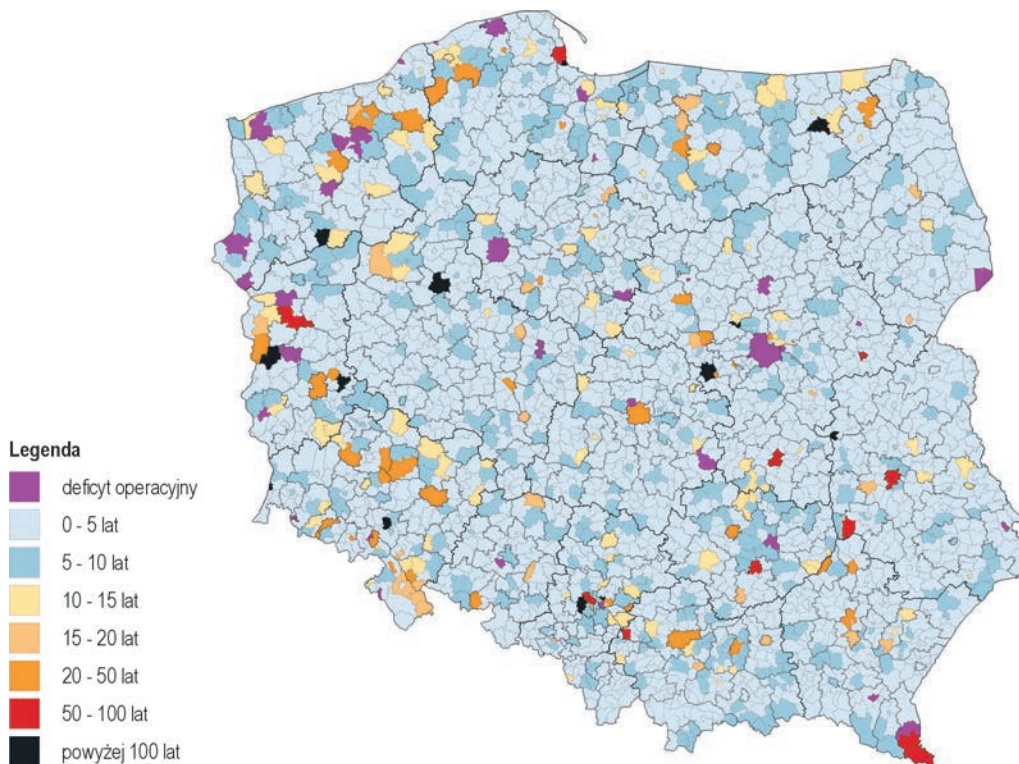 Legenda
deficyt operacyjny
0 - 5 lat
5 - 10 lat
10 - 15 lat
15 - 20 lat
20 - 50 lat
50 - 100 lat
powyżej 100 lat